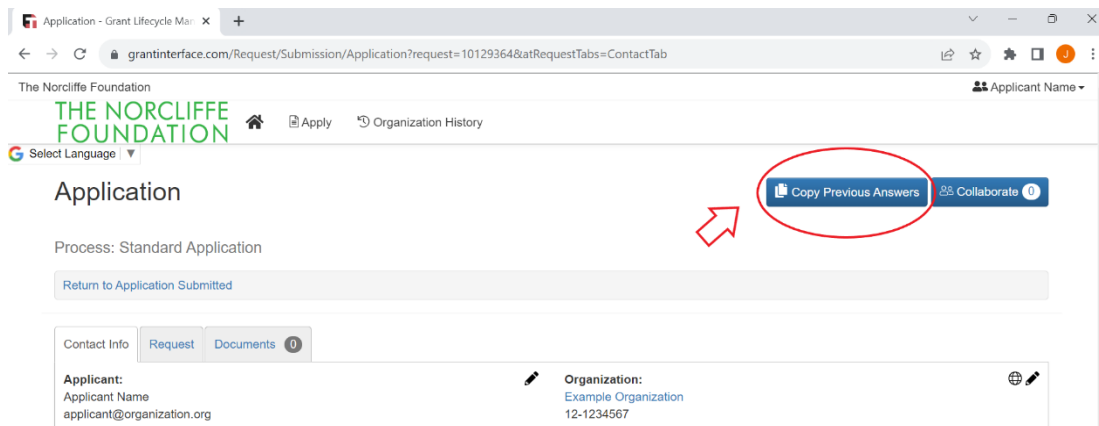 Application - Grant Lifecycle Man
grantinterface.com/Request/Submission/Application?request=10129364&atRequestTabs=ContactTab
J
The Norcliffe Foundation
Applicant Name
THE NORCLIFFE
FOUNDATION
Apply
Organization History
G Select Language ▼
Application
Copy Previous Answers
Collaborate 0
Process: Standard Application
Return to Application Submitted
Contact Info
Request
Documents 0
Applicant:
Applicant Name
applicant@organization.org
Organization:
Example Organization
12-1234567